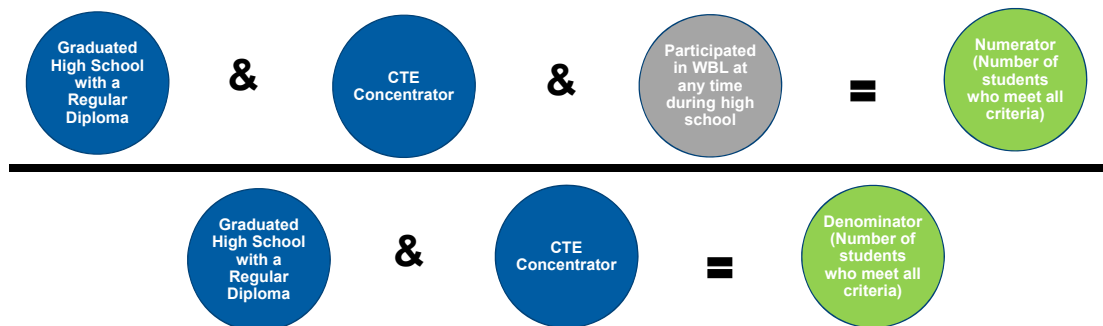 Graduated
High School
with a
Regular
Diploma
&
CTE
Concentrator
&
Participated
in WBL at
any time
during high
school
=
Numerator
(Number of
students
who meet all
criteria)
Graduated
High School
with a
Regular
Diploma
&
CTE
Concentrator
=
Denominator
(Number of
students
who meet all
criteria)